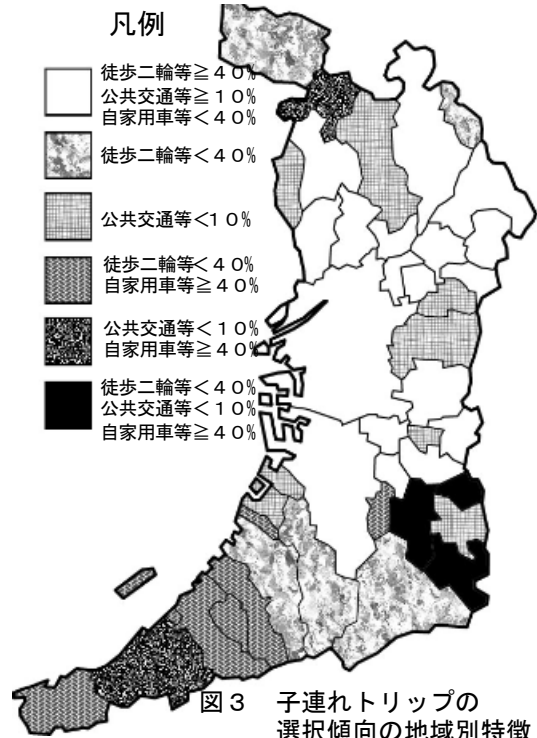 凡例
徒歩二輪等≧４０%
公共交通等≧１０%
自家用車等＜４０%
徒歩二輪等＜４０%
公共交通等＜１０%
徒歩二輪等＜４０%
自家用車等≧４０%
公共交通等＜１０%
自家用車等≧４０%
徒歩二輪等＜４０%
公共交通等＜１０%
自家用車等≧４０%
図３　子連れトリップの
選択傾向の地域別特徴